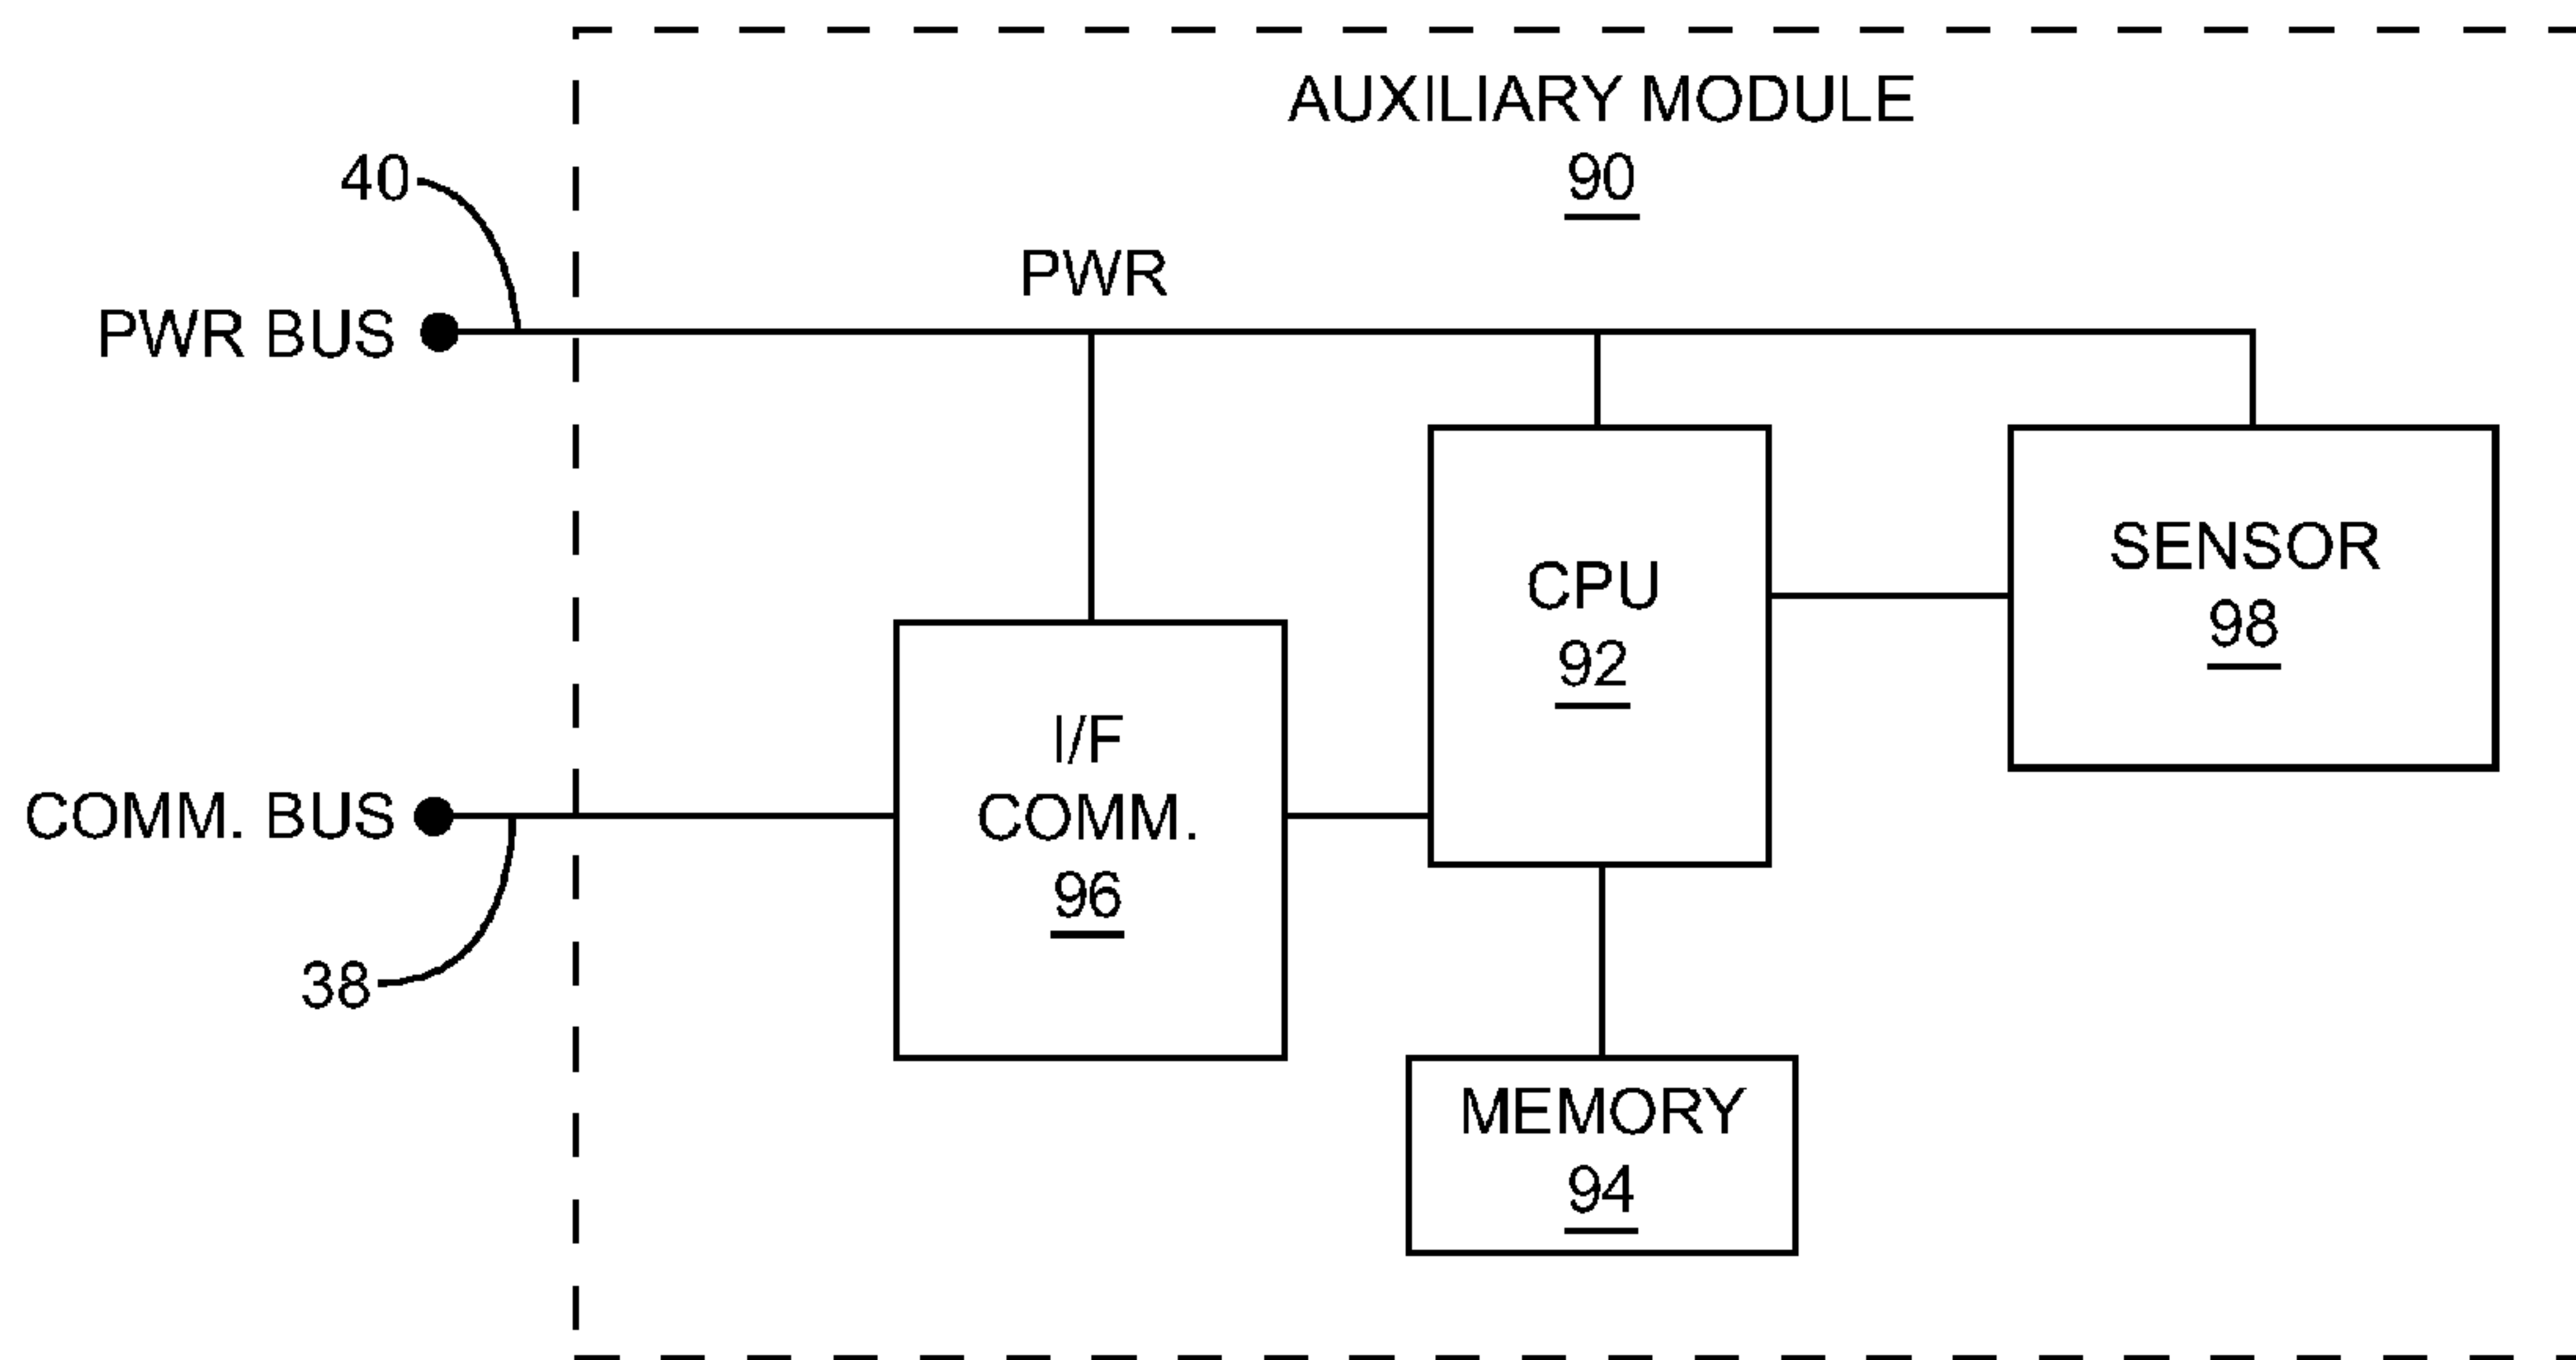 AUXILIARY MODULE
90
40
PWR
PWR BUS
SENSOR
98
CPU
92
I/F
COMM.
96
COMM. BUS
38
MEMORY
94